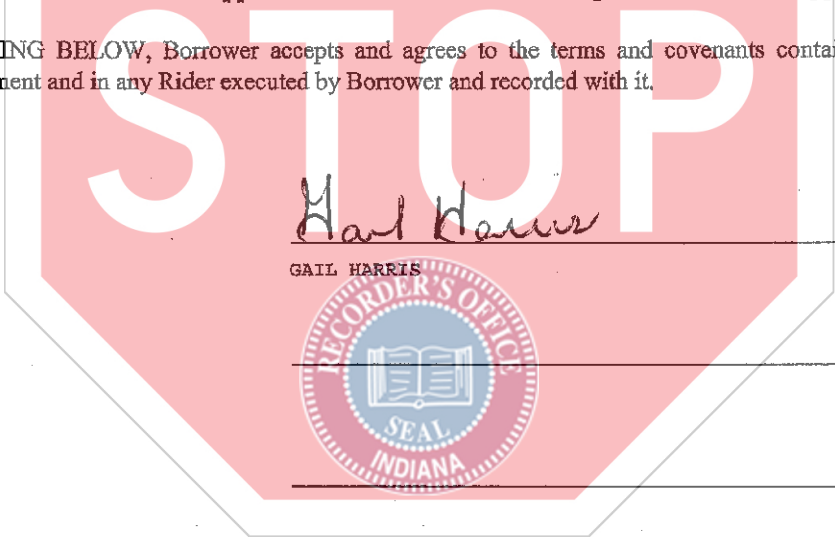 STOP
NG BELOW, Borrower accepts and agrees to the terms and covenants contai
nent and in any Rider executed by Borrower and recorded with it.
Gail Harris
GAIL HARRIS
RECORDER'S OFFICE
SEAL
INDIANA